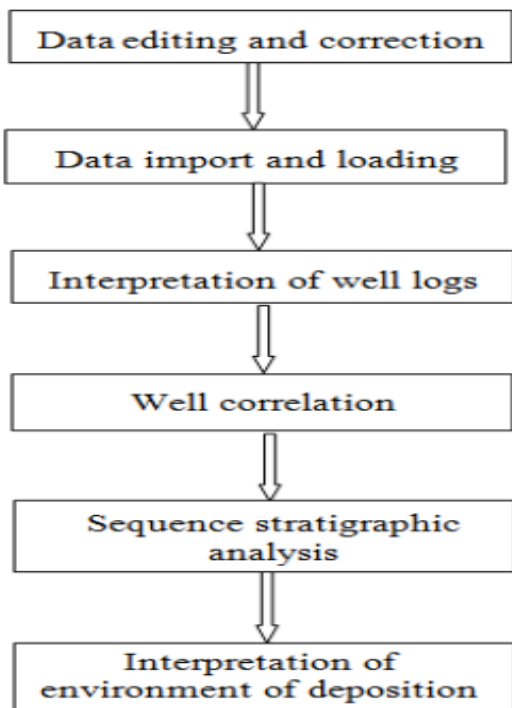 Data editing and correction
Data import and loading
Interpretation of well logs
Well correlation
Sequence stratigraphic
analysis
Interpretation of
environment of deposition